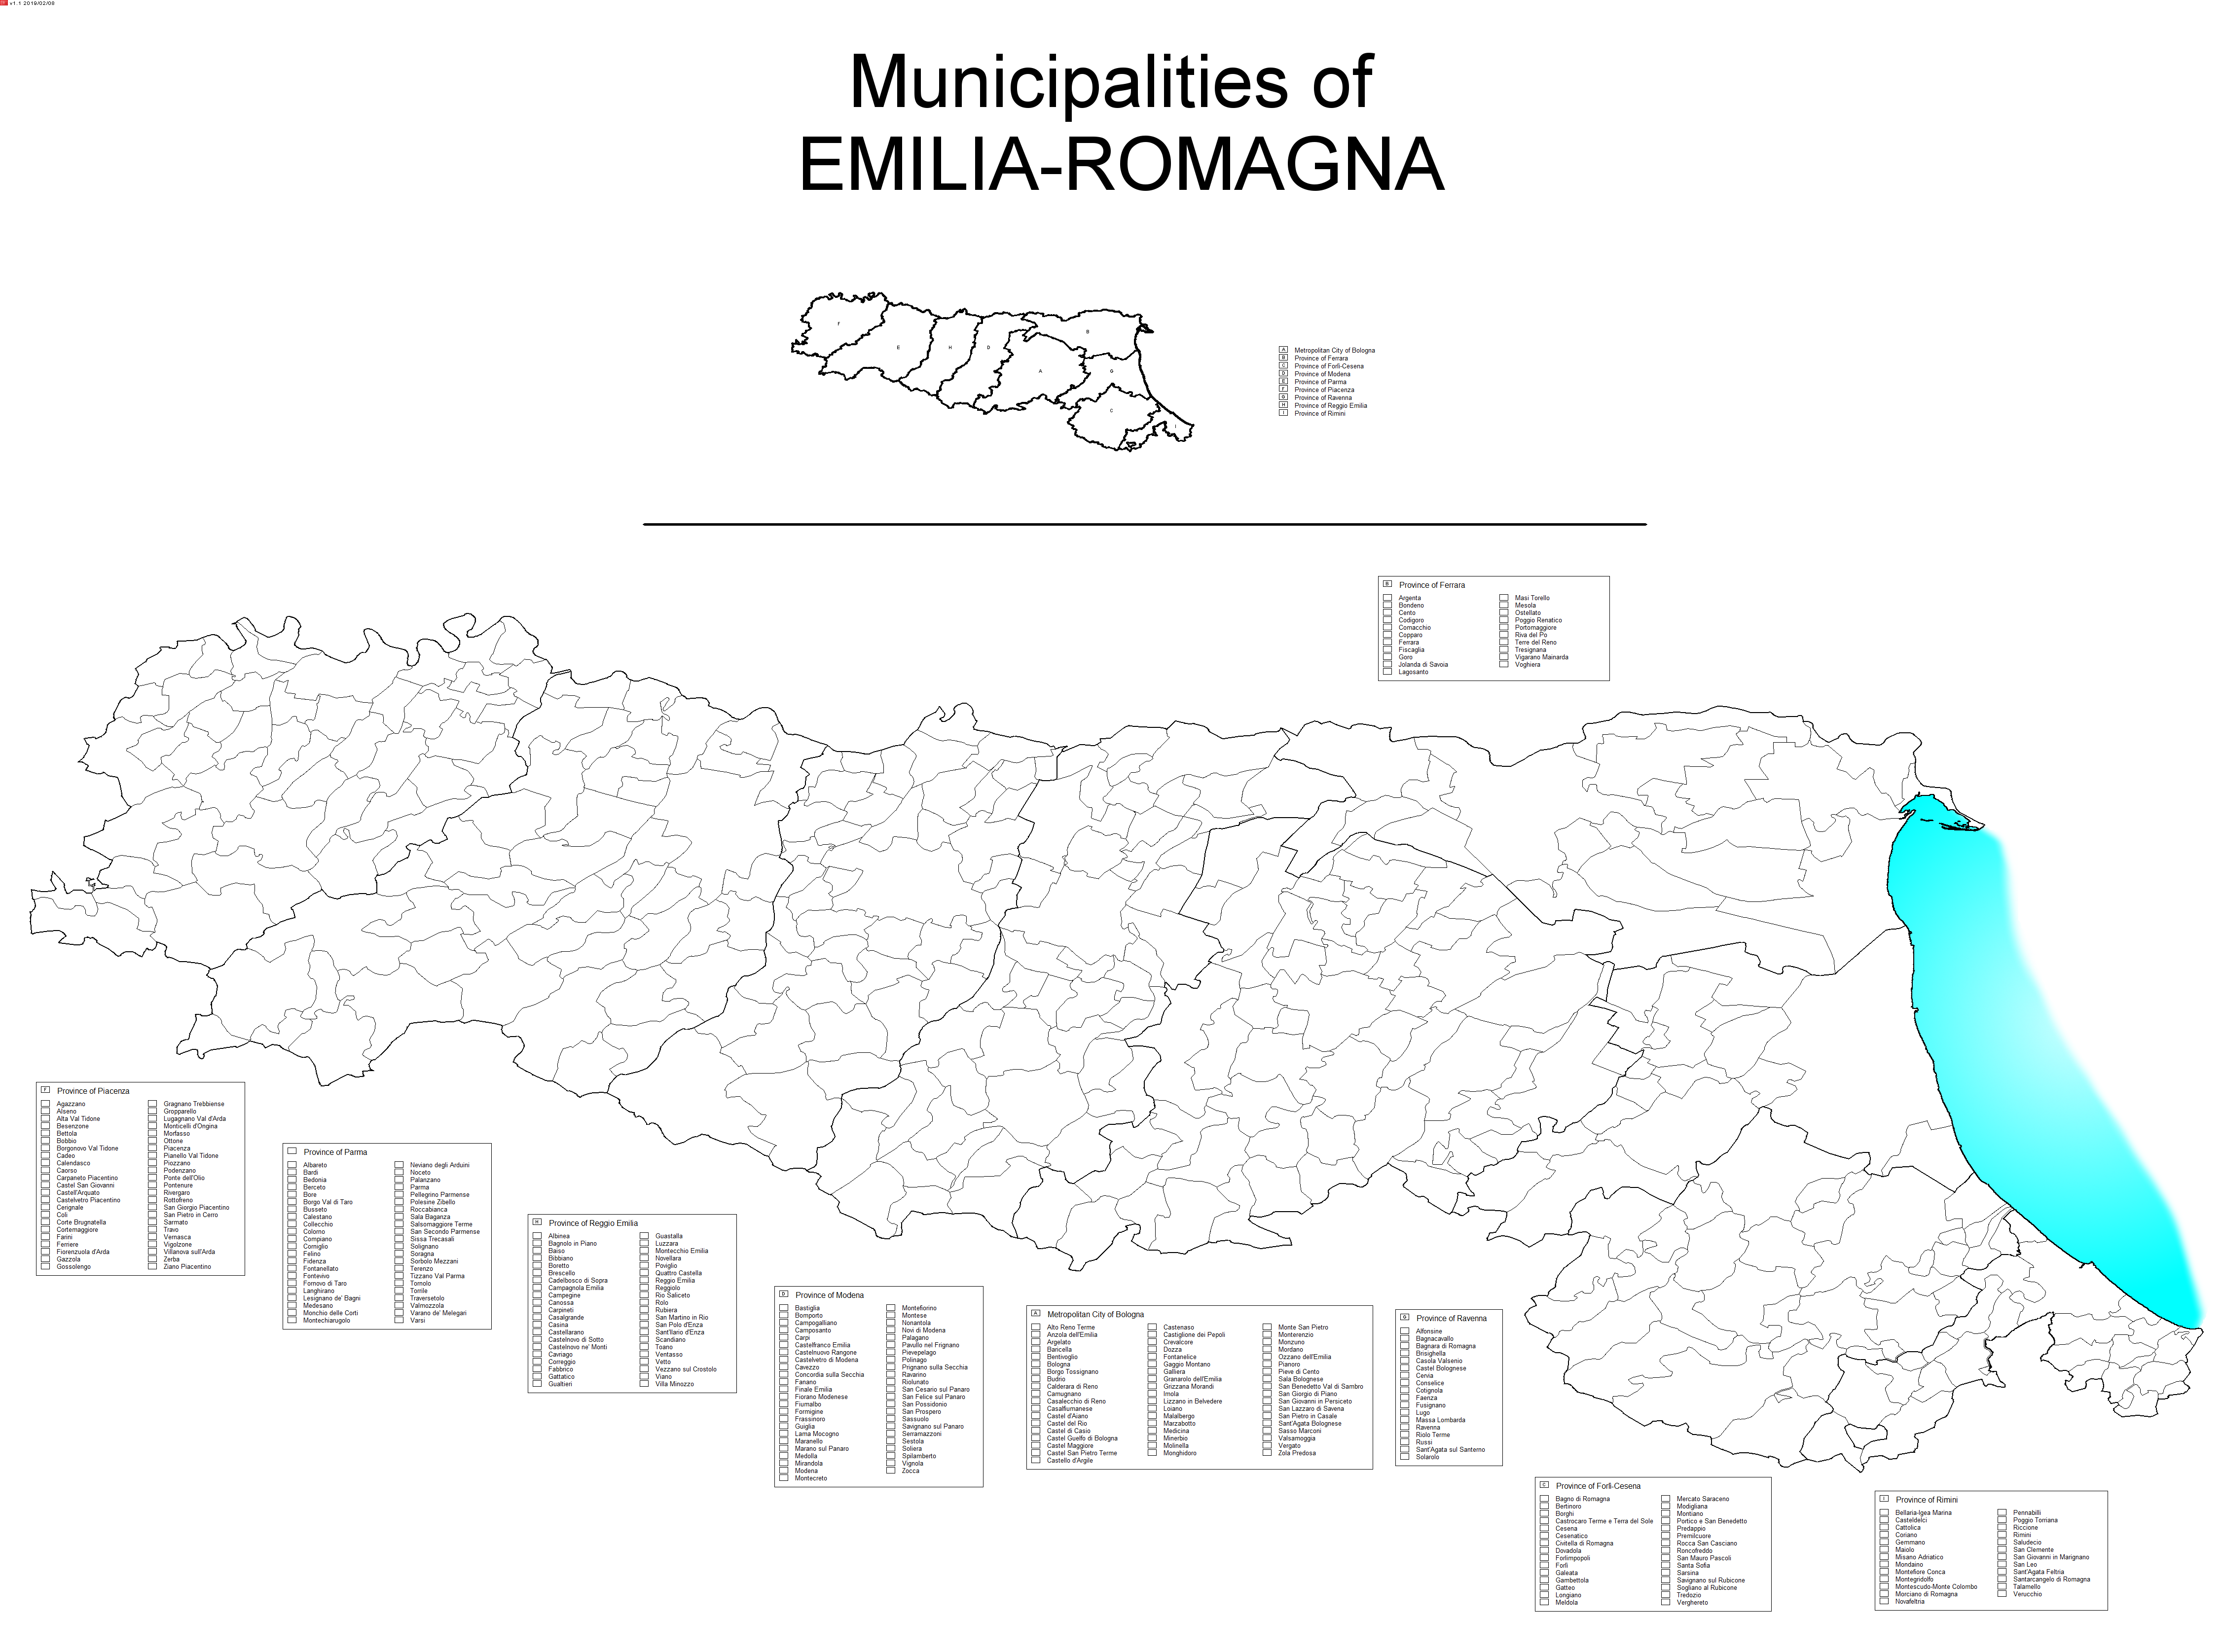 v1.1 2019/02/08
Municipalities of
EMILIA-ROMAGNA
F
E
H
D
A
B
G
C
I
A Metropolitan City of Bologna
B Province of Ferrara
C Province of Forlì-Cesena
D Province of Modena
E Province of Parma
F Province of Piacenza
G Province of Ravenna
H Province of Reggio Emilia
I Province of Rimini
B Province of Ferrara
Argenta
Bondeno
Cento
Codigoro
Comacchio
Copparo
Ferrara
Fiscaglia
Goro
Jolanda di Savoia
Lagosanto
Masi Torello
Mesola
Ostellato
Poggio Renatico
Portomaggiore
Riva del Po
Terre del Reno
Tresignana
Vigarano Mainarda
Voghiera
F Province of Piacenza
Agazzano
Alseno
Alta Val Tidone
Besenzone
Bettola
Bobbio
Borgonovo Val Tidone
Cadeo
Calendasco
Caorso
Carpaneto Piacentino
Castel San Giovanni
Castell'Arquato
Castelvetro Piacentino
Cerignale
Coli
Corte Brugnatella
Cortemaggiore
Farini
Ferriere
Fiorenzuola d'Arda
Gazzola
Gossolengo
Gragnano Trebbiense
Gropparello
Lugagnano Val d'Arda
Monticelli d'Ongina
Morfasso
Ottone
Piacenza
Pianello Val Tidone
Piozzano
Podenzano
Ponte dell'Olio
Pontenure
Rivergaro
Rottofreno
San Giorgio Piacentino
San Pietro in Cerro
Sarmato
Travo
Vernasca
Vigolzone
Villanova sull'Arda
Zerba
Ziano Piacentino
Province of Parma
Albareto
Bardi
Bedonia
Berceto
Bore
Borgo Val di Taro
Busseto
Calestano
Collecchio
Colorno
Compiano
Corniglio
Felino
Fidenza
Fontanellato
Fontevivo
Fornovo di Taro
Langhirano
Lesignano de' Bagni
Medesano
Monchio delle Corti
Montechiarugolo
Neviano degli Arduini
Noceto
Palanzano
Parma
Pellegrino Parmense
Polesine Zibello
Roccabianca
Sala Baganza
Salsomaggiore Terme
San Secondo Parmense
Sissa Trecasali
Solignano
Soragna
Sorbolo Mezzani
Terenzo
Tizzano Val Parma
Tornolo
Torrile
Traversetolo
Valmozzola
Varano de' Melegari
Varsi
H Province of Reggio Emilia
Albinea
Bagnolo in Piano
Baiso
Bibbiano
Boretto
Brescello
Cadelbosco di Sopra
Campagnola Emilia
Campegine
Canossa
Carpineti
Casalgrande
Casina
Castellarano
Castelnovo di Sotto
Castelnovo ne' Monti
Cavriago
Correggio
Fabbrico
Gattatico
Gualtieri
Guastalla
Luzzara
Montecchio Emilia
Novellara
Poviglio
Quattro Castella
Reggio Emilia
Reggiolo
Rio Saliceto
Rolo
Rubiera
San Martino in Rio
San Polo d'Enza
Sant'Ilario d'Enza
Scandiano
Toano
Ventasso
Vetto
Vezzano sul Crostolo
Viano
Villa Minozzo
D Province of Modena
Bastiglia
Bomporto
Campogalliano
Camposanto
Carpi
Castelfranco Emilia
Castelnuovo Rangone
Castelvetro di Modena
Cavezzo
Concordia sulla Secchia
Fanano
Finale Emilia
Fiorano Modenese
Fiumalbo
Formigine
Frassinoro
Guiglia
Lama Mocogno
Maranello
Marano sul Panaro
Medolla
Mirandola
Modena
Montecreto
Montefiorino
Montese
Nonantola
Novi di Modena
Palagano
Pavullo nel Frignano
Pievepelago
Polinago
Prignano sulla Secchia
Ravarino
Riolunato
San Cesario sul Panaro
San Felice sul Panaro
San Possidonio
San Prospero
Sassuolo
Savignano sul Panaro
Serramazzoni
Sestola
Soliera
Spilamberto
Vignola
Zocca
A Metropolitan City of Bologna
Alto Reno Terme
Anzola dell'Emilia
Argelato
Baricella
Bentivoglio
Bologna
Borgo Tossignano
Budrio
Calderara di Reno
Camugnano
Casalecchio di Reno
Casalfiumanese
Castel d'Aiano
Castel del Rio
Castel di Casio
Castel Guelfo di Bologna
Castel Maggiore
Castel San Pietro Terme
Castello d'Argile
Castenaso
Castiglione dei Pepoli
Crevalcore
Dozza
Fontanelice
Gaggio Montano
Galliera
Granarolo dell'Emilia
Grizzana Morandi
Imola
Lizzano in Belvedere
Loiano
Malalbergo
Marzabotto
Medicina
Minerbio
Molinella
Monghidoro
Monte San Pietro
Monterenzio
Monzuno
Mordano
Ozzano dell'Emilia
Pianoro
Pieve di Cento
Sala Bolognese
San Benedetto Val di Sambro
San Giorgio di Piano
San Giovanni in Persiceto
San Lazzaro di Savena
San Pietro in Casale
Sant'Agata Bolognese
Sasso Marconi
Valsamoggia
Vergato
Zola Predosa
G Province of Ravenna
Alfonsine
Bagnacavallo
Bagnara di Romagna
Brisighella
Casola Valsenio
Castel Bolognese
Cervia
Conselice
Cotignola
Faenza
Fusignano
Lugo
Massa Lombarda
Ravenna
Riolo Terme
Russi
Sant'Agata sul Santerno
Solarolo
C Province of Forlì-Cesena
Bagno di Romagna
Bertinoro
Borghi
Castrocaro Terme e Terra del Sole
Cesena
Cesenatico
Civitella di Romagna
Dovadola
Forlimpopoli
Forlì
Galeata
Gambettola
Gatteo
Longiano
Meldola
Mercato Saraceno
Modigliana
Montiano
Portico e San Benedetto
Predappio
Premilcuore
Rocca San Casciano
Roncofreddo
San Mauro Pascoli
Santa Sofia
Sarsina
Savignano sul Rubicone
Sogliano al Rubicone
Tredozio
Verghereto
I Province of Rimini
Bellaria-Igea Marina
Casteldelci
Cattolica
Coriano
Gemmano
Maiolo
Misano Adriatico
Mondaino
Montefiore Conca
Montegridolfo
Montescudo-Monte Colombo
Morciano di Romagna
Novafeltria
Pennabilli
Poggio Torriana
Riccione
Rimini
Saludecio
San Clemente
San Giovanni in Marignano
San Leo
Sant'Agata Feltria
Santarcangelo di Romagna
Talamello
Verucchio